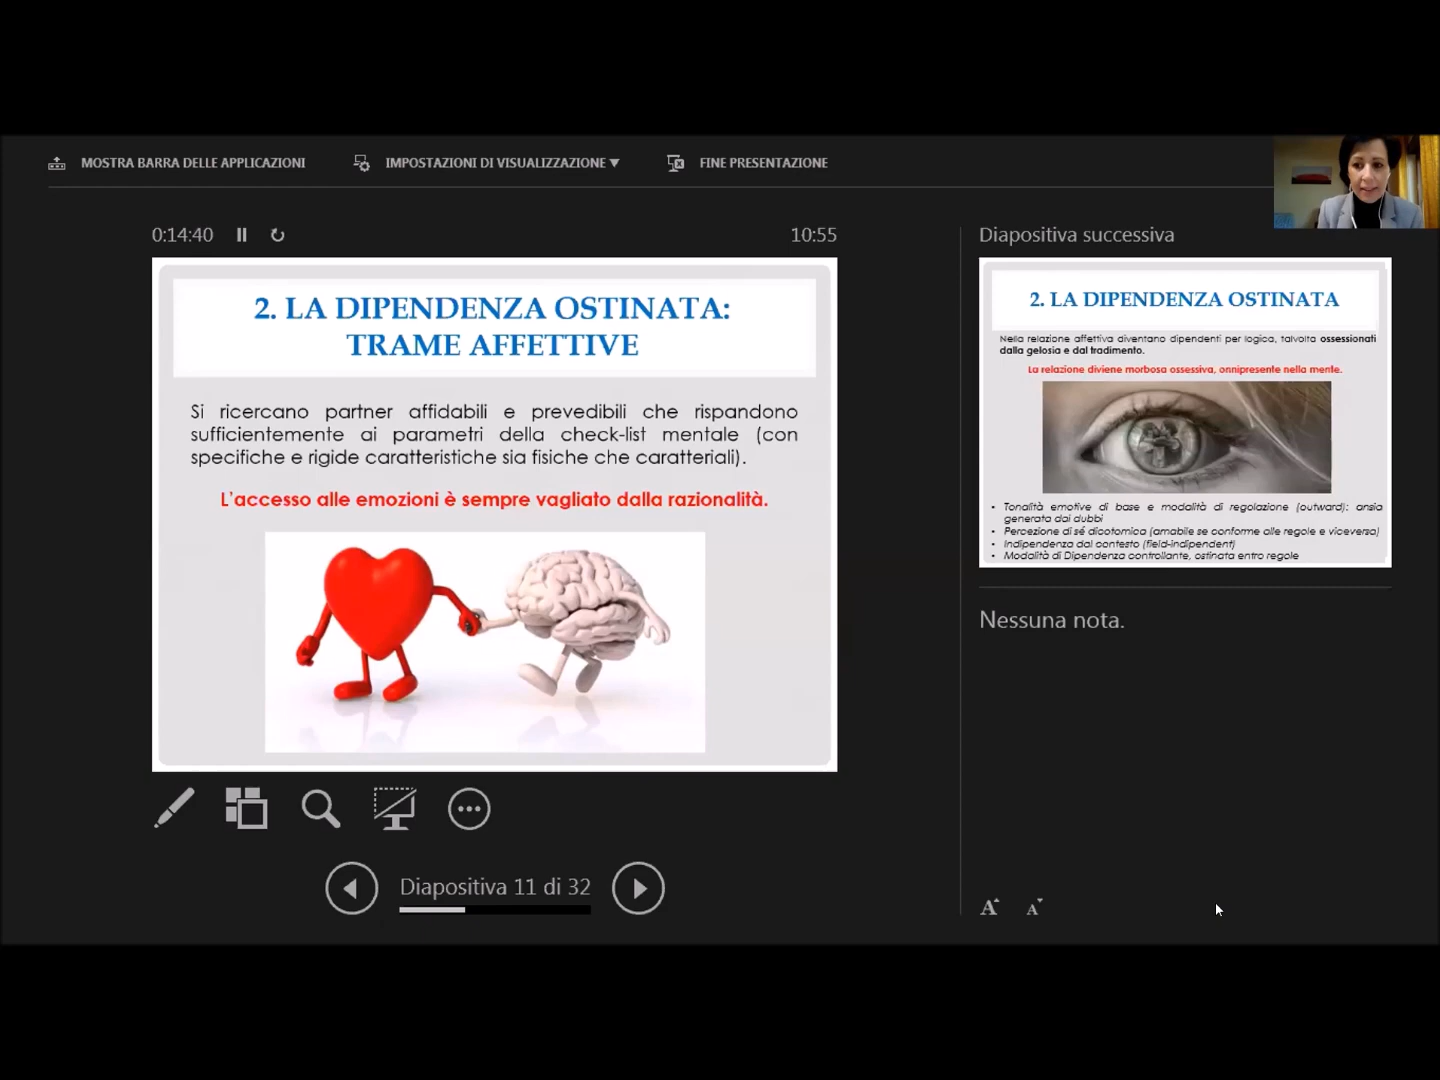 MOSTRA BARRA DELLE APPLICAZIONI
IMPOSTAZIONI DI VISUALIZZAZIONE ▼
FINE PRESENTAZIONE
0:14:40
10:55
2. LA DIPENDENZA OSTINATA:
TRAME AFFETTIVE
Si ricercano partner affidabili e prevedibili che rispandono
sufficientemente ai parametri della check-list mentale (con
specifiche e rigide caratteristiche sia fisiche che caratteriali).
L'accesso alle emozioni è sempre vagliato dalla razionalità.
Diapositiva 11 di 32
Diapositiva successiva
2. LA DIPENDENZA OSTINATA
Nella relazione affettiva diventano dipendenti per logica, talvolta ossessionati
dalla gelosia e dal tradimento.
La relazione diviene morbosa ossessiva, onnipresente nella mente.
• Tonalità emotive di base e modalità di regolazione (outward): ansia
generata dai dubbi
• Percezione di sé dicotomica (amabile se conforme alle regole e viceversa)
• Indipendenza dal contesto (field-indipendent)
• Modalità di Dipendenza controllante, ostinata entro regole
Nessuna nota.
A A